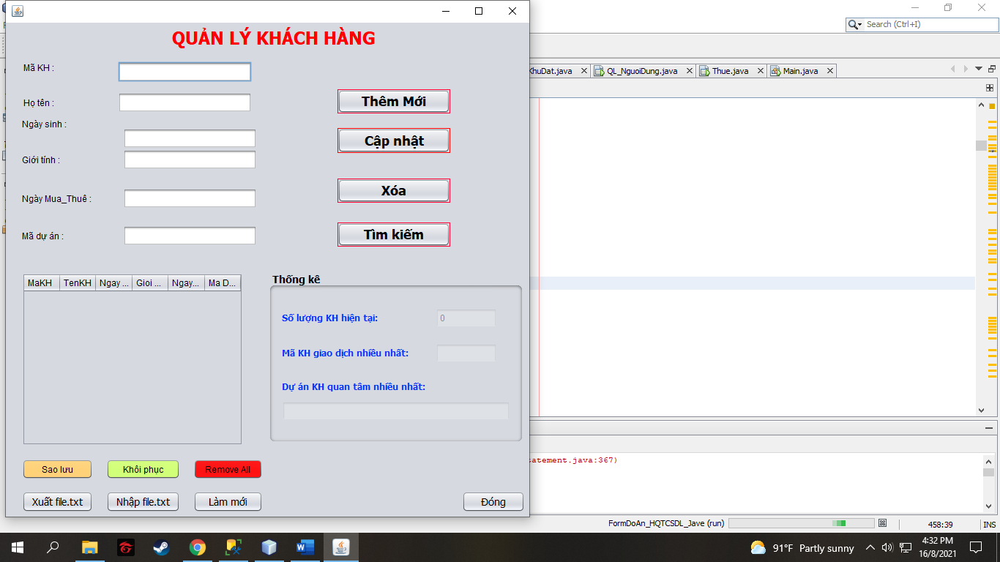 QUẢN LÝ KHÁCH HÀNG
Mã KH :
Họ tên :
Ngày sinh :
Giới tính :
Ngày Mua_Thuê :
Mã dự án :
Thêm Mới
Cập nhật
Xóa
Tìm kiếm
MaKH TenKH Ngay ... Gioi ... Ngay... Ma D...
Thống kê
Số lượng KH hiện tại: 0
Mã KH giao dịch nhiều nhất:
Dự án KH quan tâm nhiều nhất:
Sao lưu Khôi phục Remove All
Xuất file.txt Nhập file.txt Làm mới Đóng
Search (Ctrl+I)
KhuDat.java QL_NguoiDung.java Thue.java Main.java
tatement.java:367)
FormDoAn_HQTCSDL_Jave (run) 458:39 INS
91°F Partly sunny
4:32 PM
16/8/2021